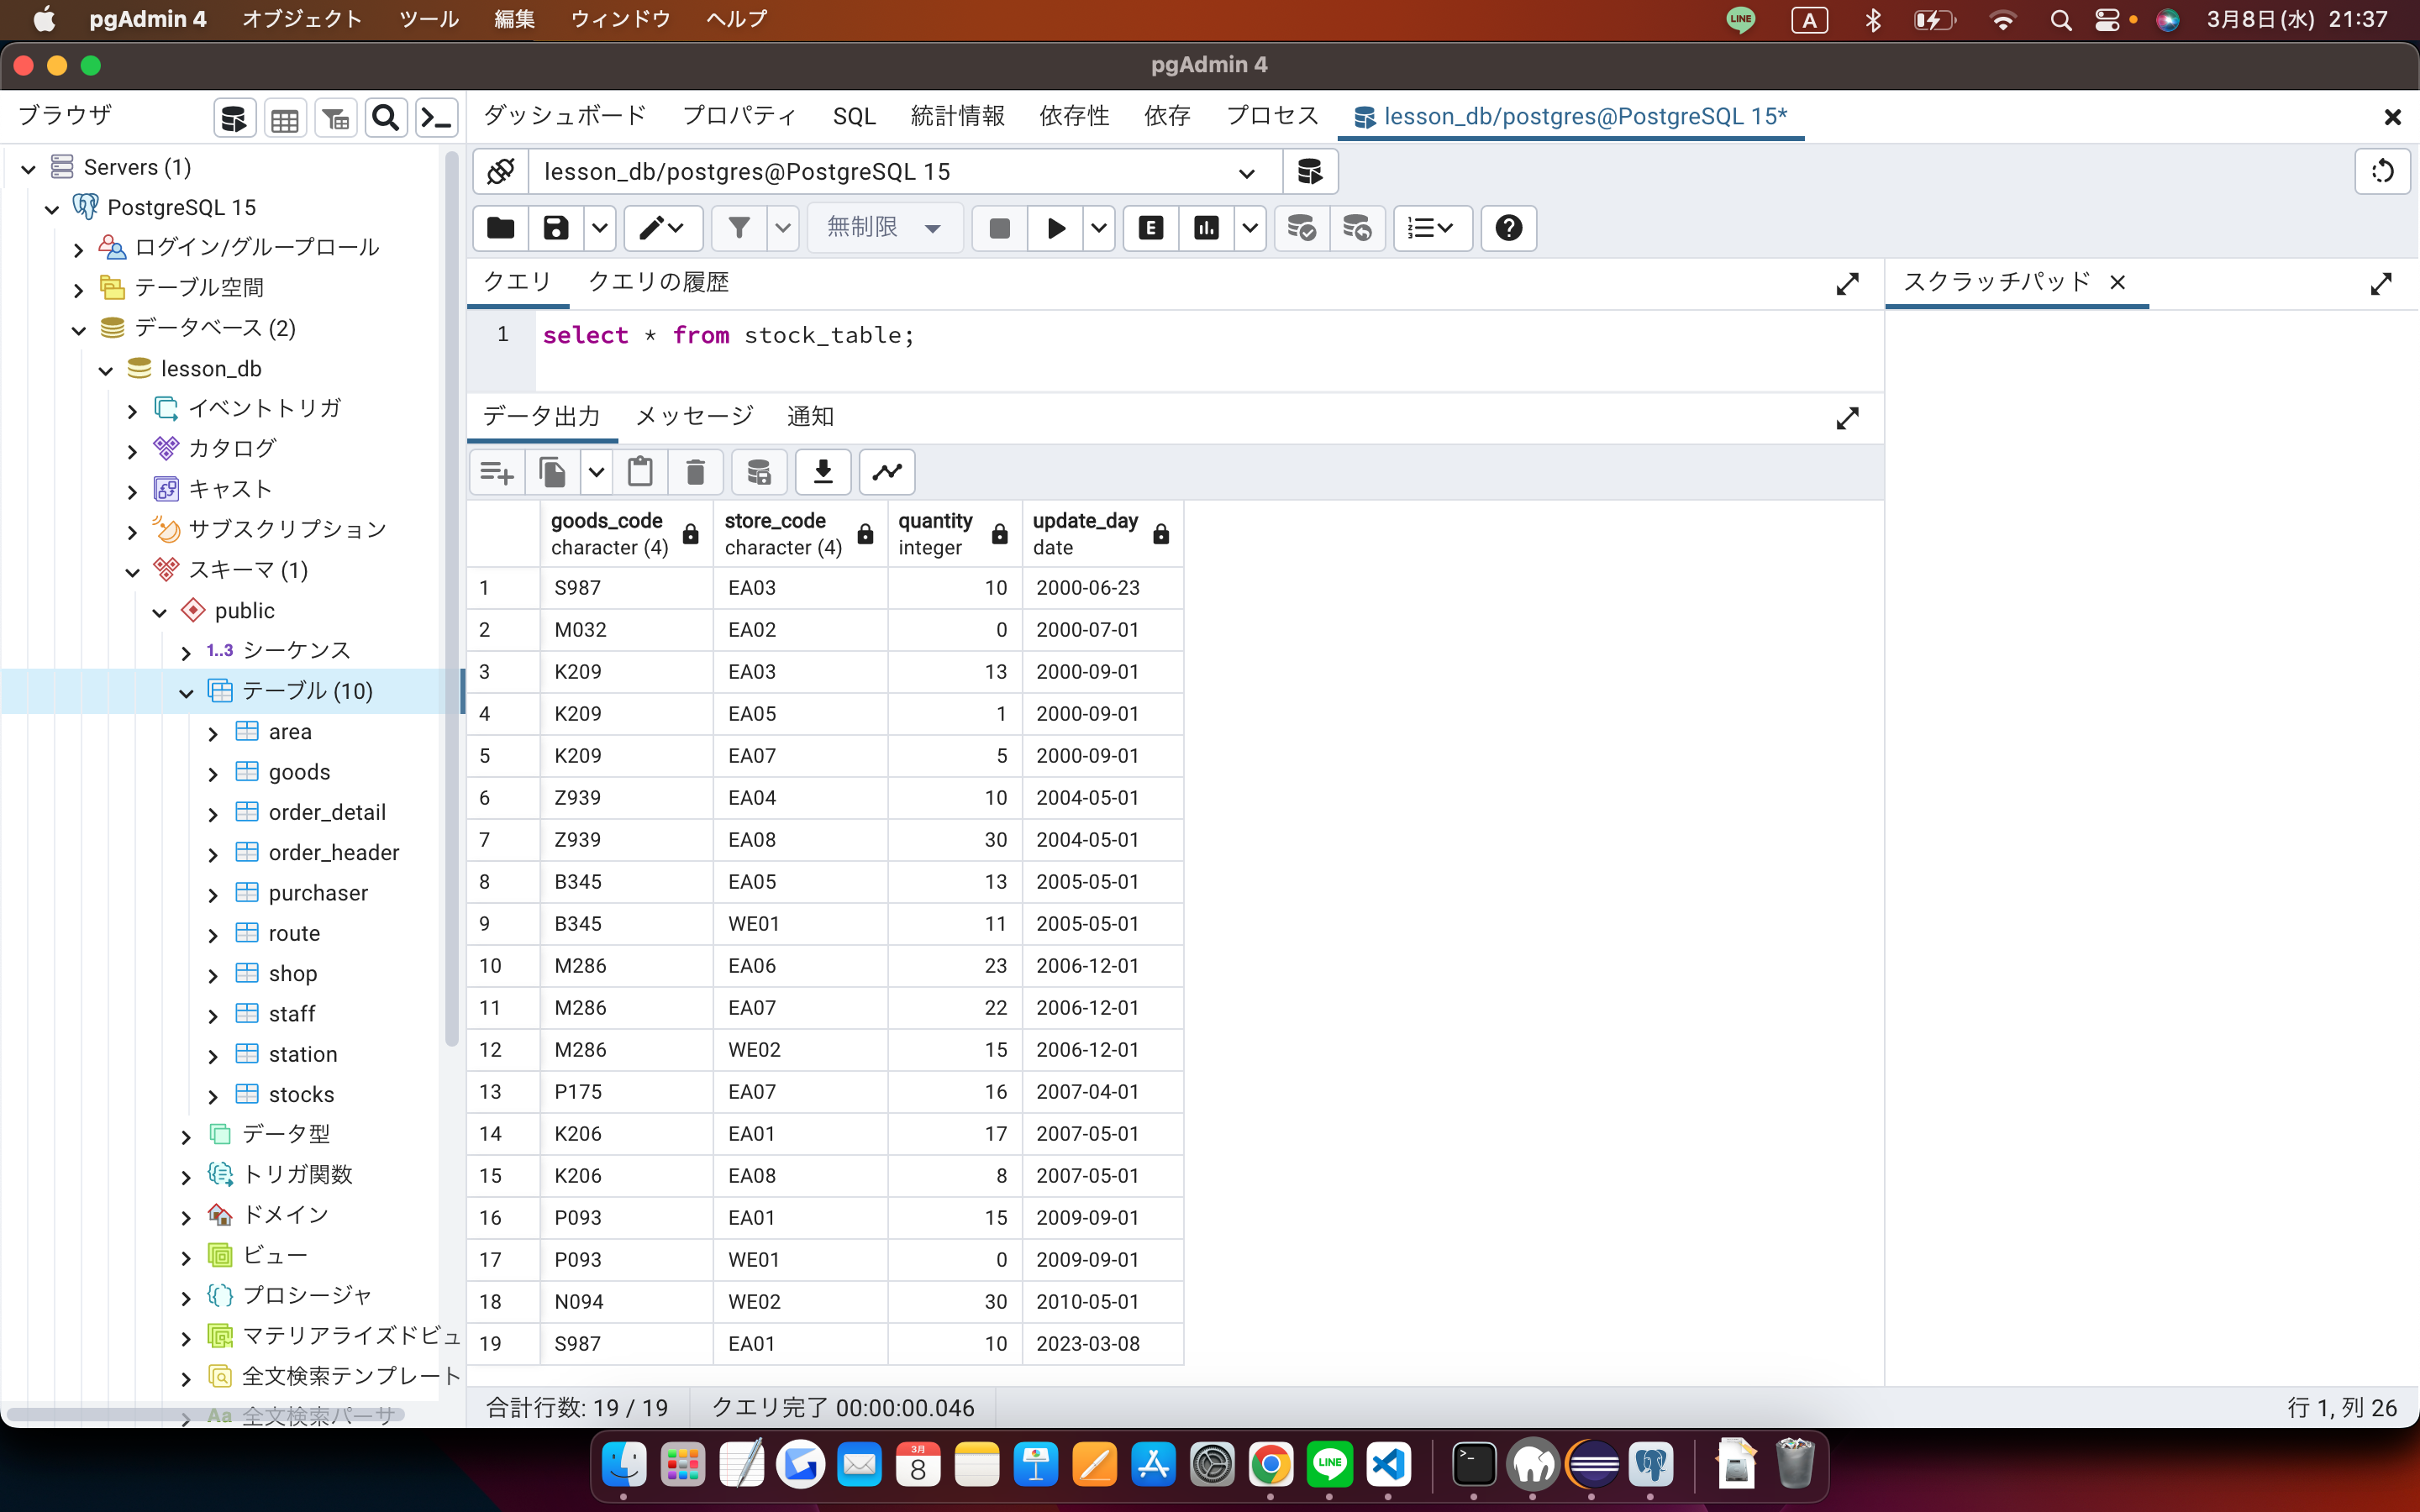 pgAdmin 4 オブジェクト ツール 編集 ウィンドウ ヘルプ LINE A 3月8日(水) 21:37
pgAdmin 4
ブラウザ
ダッシュボード プロパティ SQL 統計情報 依存性 依存 プロセス lesson_db/postgres@PostgreSQL 15*
Servers (1)
PostgreSQL 15
ログイン/グループロール
テーブル空間
データベース (2)
lesson_db
イベントトリガ
カタログ
キャスト
サブスクリプション
スキーマ (1)
public
1..3 シーケンス
テーブル (10)
area
goods
order_detail
order_header
purchaser
route
shop
staff
station
stocks
データ型
トリガ関数
ドメイン
ビュー
プロシージャ
マテリアライズドビュ
全文検索テンプレート
Aa 全文検索パーサ
lesson_db/postgres@PostgreSQL 15
無制限 E
クエリ クエリの履歴
スクラッチパッド
1 select * from stock_table;
データ出力 メッセージ 通知
goods_code store_code quantity update_day
character (4) character (4) integer date
1 S987 EA03 10 2000-06-23
2 M032 EA02 0 2000-07-01
3 K209 EA03 13 2000-09-01
4 K209 EA05 1 2000-09-01
5 K209 EA07 5 2000-09-01
6 Z939 EA04 10 2004-05-01
7 Z939 EA08 30 2004-05-01
8 B345 EA05 13 2005-05-01
9 B345 WE01 11 2005-05-01
10 M286 EA06 23 2006-12-01
11 M286 EA07 22 2006-12-01
12 M286 WE02 15 2006-12-01
13 P175 EA07 16 2007-04-01
14 K206 EA01 17 2007-05-01
15 K206 EA08 8 2007-05-01
16 P093 EA01 15 2009-09-01
17 P093 WE01 0 2009-09-01
18 N094 WE02 30 2010-05-01
19 S987 EA01 10 2023-03-08
合計行数: 19 / 19 クエリ完了 00:00:00.046 行 1, 列 26
3月
8
LINE